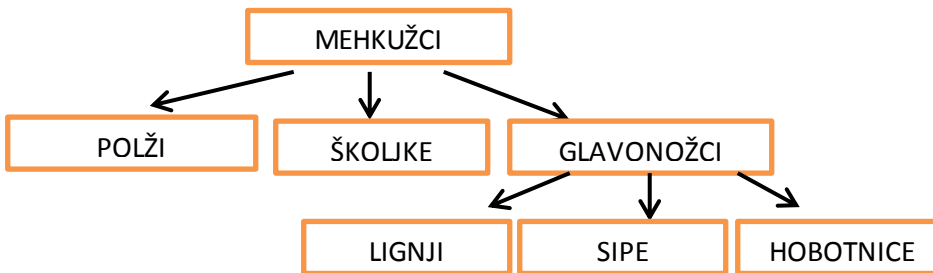 MEHKUŽCI
POLŽI
ŠKOLJKE
GLAVONOŽCI
LIGNJI
SIPE
HOBOTNICE